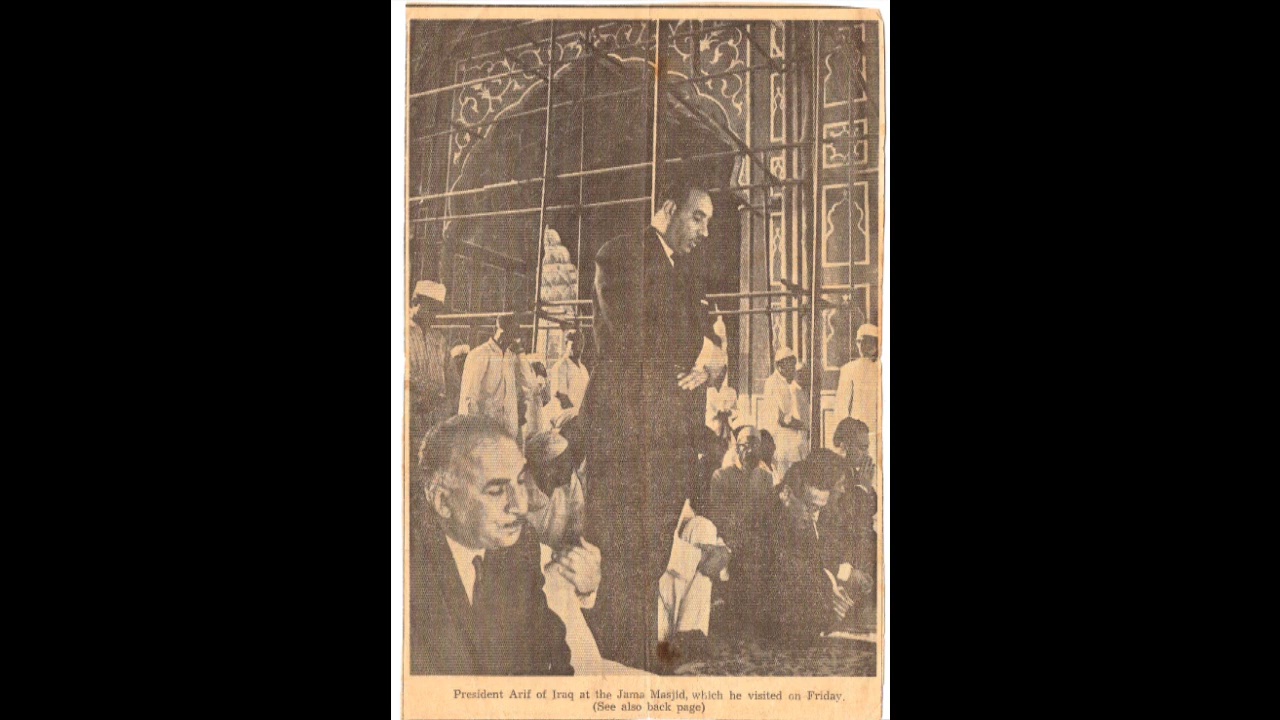 President Arif of Iraq at the Jama Masjid, which he visited on Friday.
(See also back page)